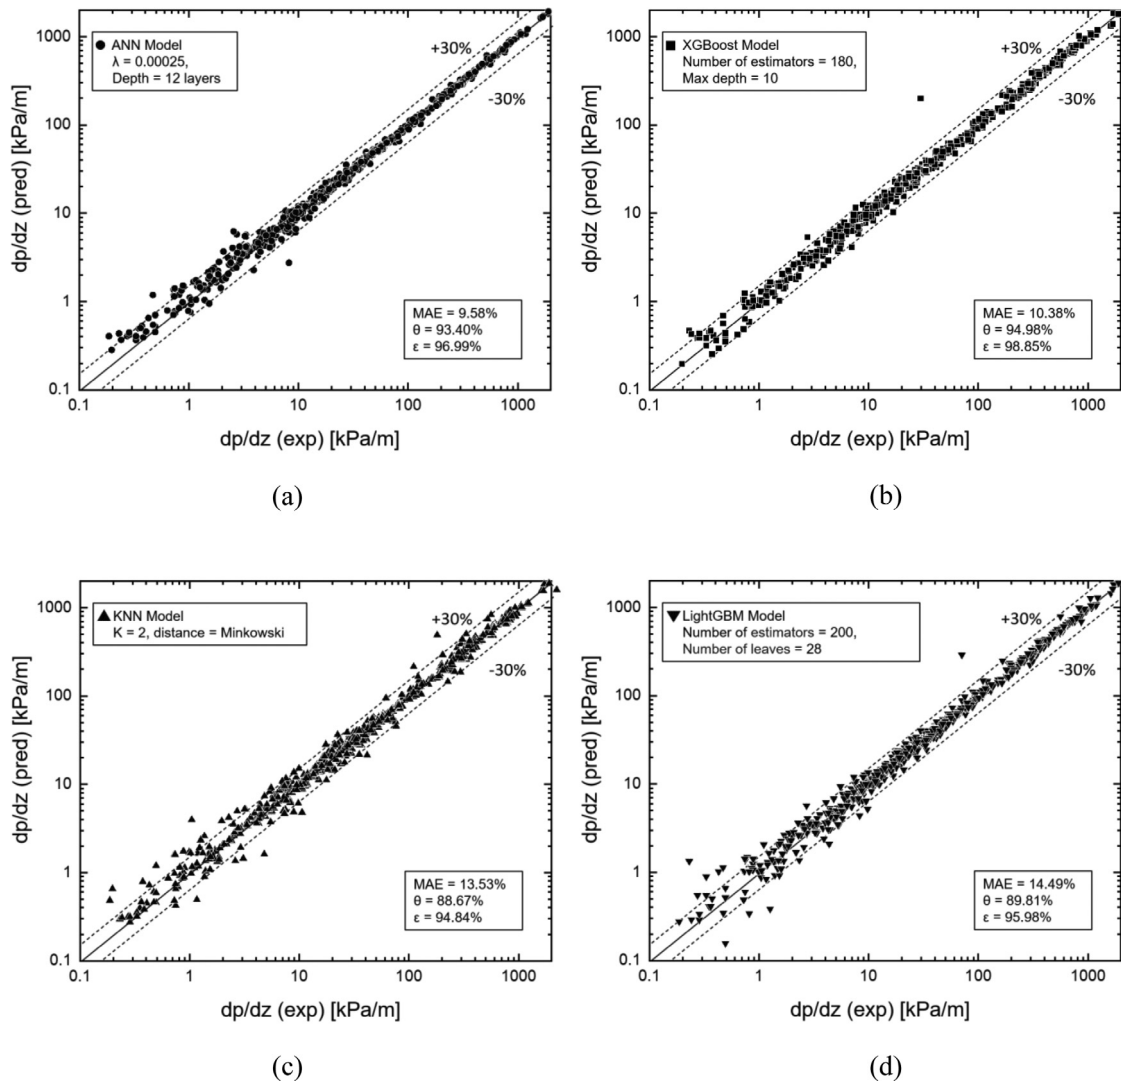 1000
100
10
1
0.1
dp/dz (pred) [kPa/m]
ANN Model
λ = 0.00025,
Depth = 12 layers
+30%
-30%
MAE = 9.58%
θ = 93.40%
ε = 96.99%
0.1 1 10 100 1000
dp/dz (exp) [kPa/m]
(a)
1000
100
10
1
0.1
dp/dz (pred) [kPa/m]
XGBoost Model
Number of estimators = 180,
Max depth = 10
+30%
-30%
MAE = 10.38%
θ = 94.98%
ε = 98.85%
0.1 1 10 100 1000
dp/dz (exp) [kPa/m]
(b)
1000
100
10
1
0.1
dp/dz (pred) [kPa/m]
KNN Model
K = 2, distance = Minkowski
+30%
-30%
MAE = 13.53%
θ = 88.67%
ε = 94.84%
0.1 1 10 100 1000
dp/dz (exp) [kPa/m]
(c)
1000
100
10
1
0.1
dp/dz (pred) [kPa/m]
LightGBM Model
Number of estimators = 200,
Number of leaves = 28
+30%
-30%
MAE = 14.49%
θ = 89.81%
ε = 95.98%
0.1 1 10 100 1000
dp/dz (exp) [kPa/m]
(d)